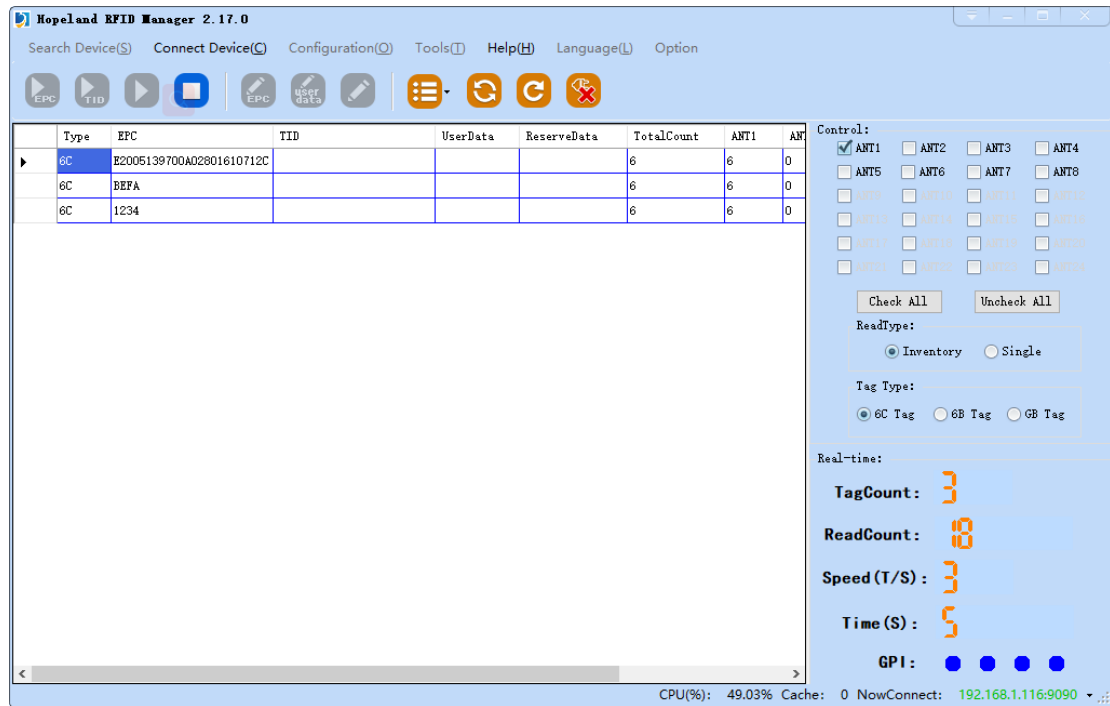 Hopeland RFID Manager 2.17.0
Search Device(S) Connect Device(C) Configuration(O) Tools(T) Help(H) Language(L) Option
EPC TID EPC user data
Type EPC TID UserData ReserveData TotalCount ANT1 ANT
6C E2005139700A02801610712C 6 6 0
6C BEFA 6 6 0
6C 1234 6 6 0
Control:
ANT1 ANT2 ANT3 ANT4
ANT5 ANT6 ANT7 ANT8
Check All Uncheck All
ReadType:
Inventory Single
Tag Type:
6C Tag 6B Tag GB Tag
Real-time:
TagCount: 3
ReadCount: 18
Speed(T/S): 3
Time(S): 5
GPI:
CPU(%): 49.03% Cache: 0 NowConnect: 192.168.1.116:9090